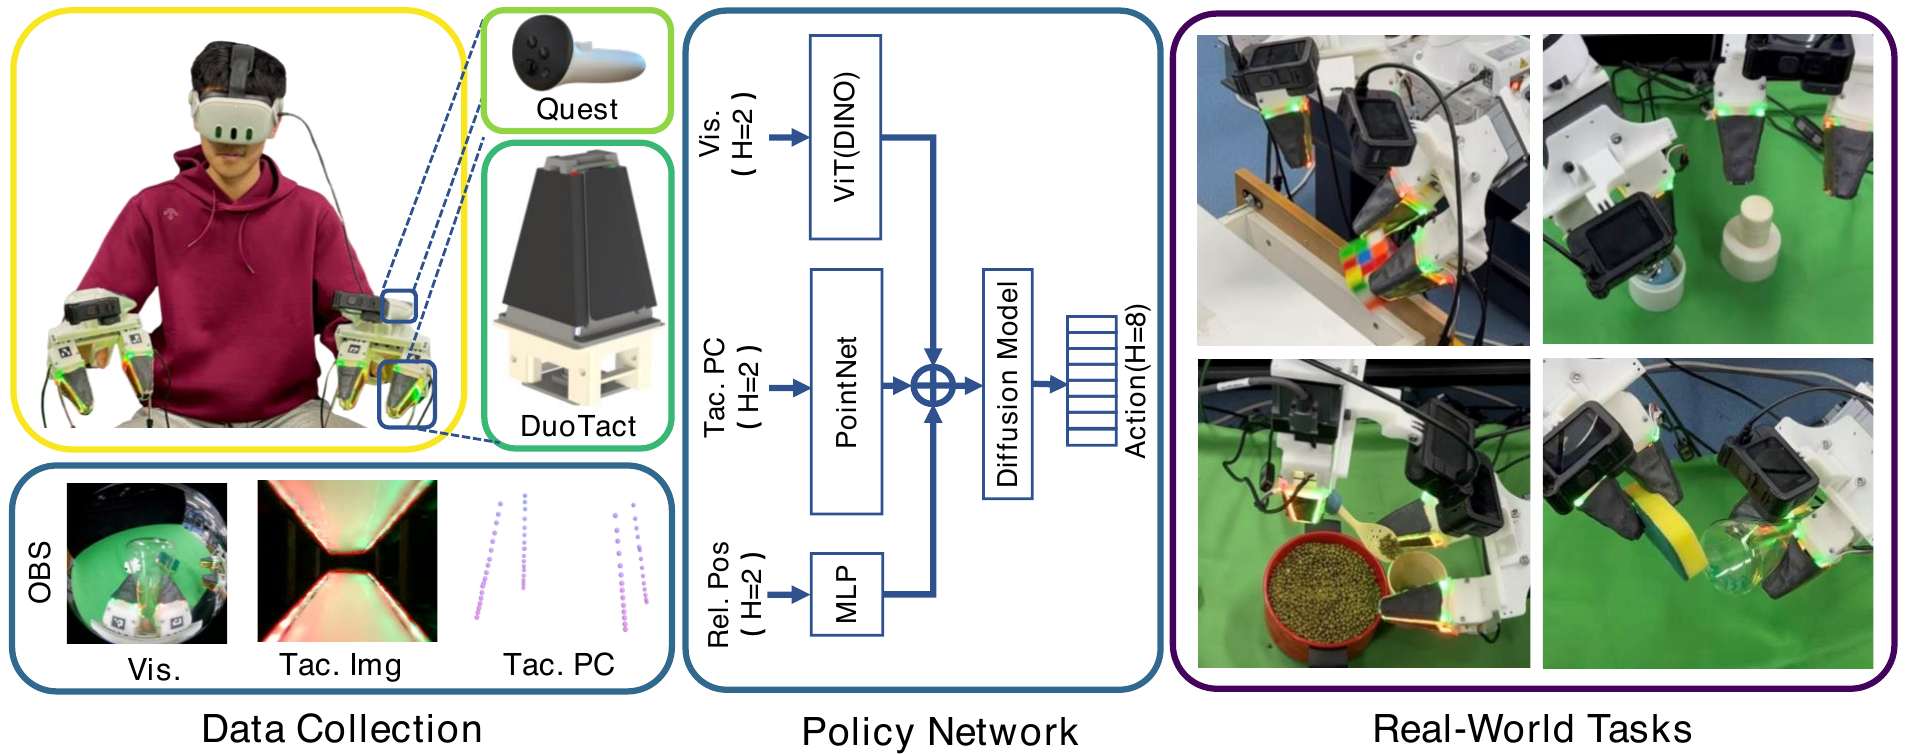 Quest
DuoTact
OBS
Vis.
Tac. Img
Tac. PC
Data Collection
Vis.
( H=2 )
ViT(DINO)
Tac. PC
( H=2 )
PointNet
Rel. Pos
( H=2 )
MLP
Diffusion Model
Action(H=8)
Policy Network
Real-World Tasks